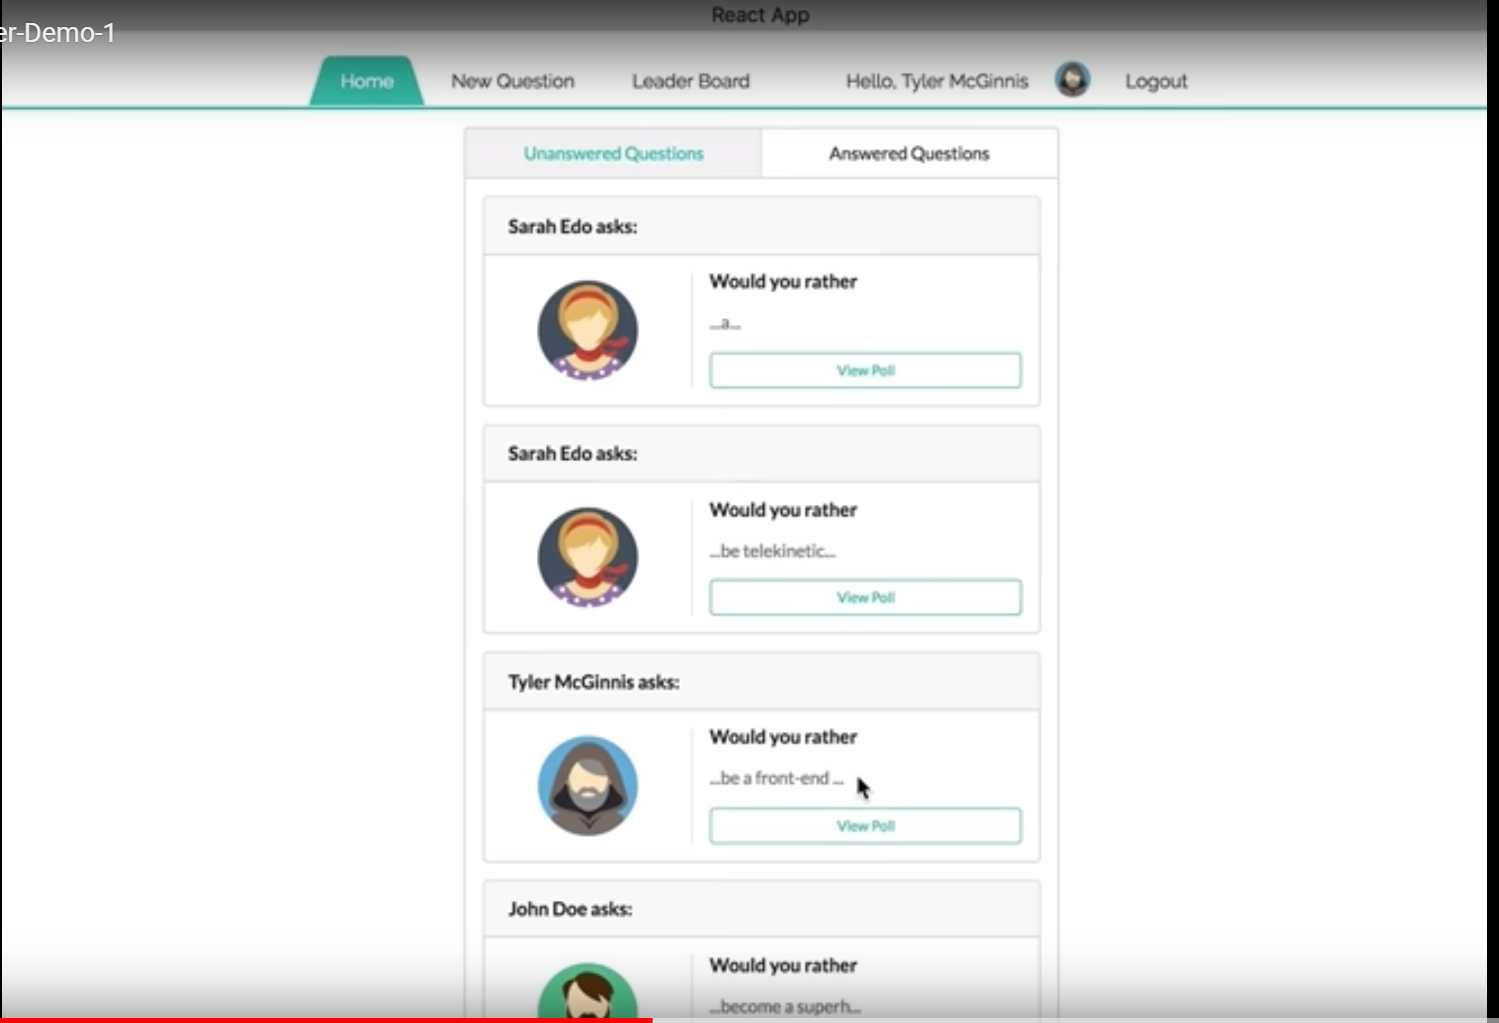 React App
er-Demo-1
Home New Question Leader Board Hello, Tyler McGinnis Logout
Unanswered Questions Answered Questions
Sarah Edo asks:
Would you rather
...a...
View Poll
Sarah Edo asks:
Would you rather
...be telekinetic...
View Poll
Tyler McGinnis asks:
Would you rather
...be a front-end ...
View Poll
John Doe asks:
Would you rather
...become a superh...